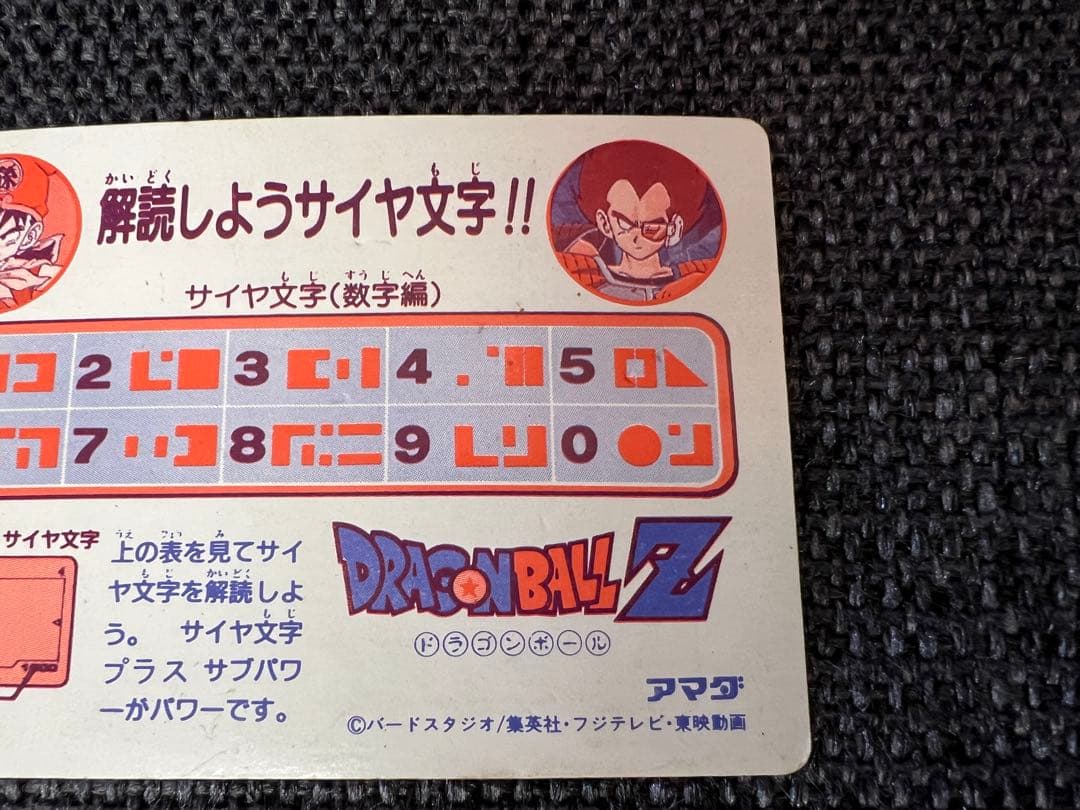 解読しようサイヤ文字!!
サイヤ文字(数字編)
2 3 4 5
7 8 9 0
サイヤ文字
上の表を見てサイ
ヤ文字を解読しよ
う。 サイヤ文字
プラス サブパワ
ーがパワーです。
DRAGON BALL Z
ドラゴンボール
アマダ
©バードスタジオ/集英社・フジテレビ・東映動画